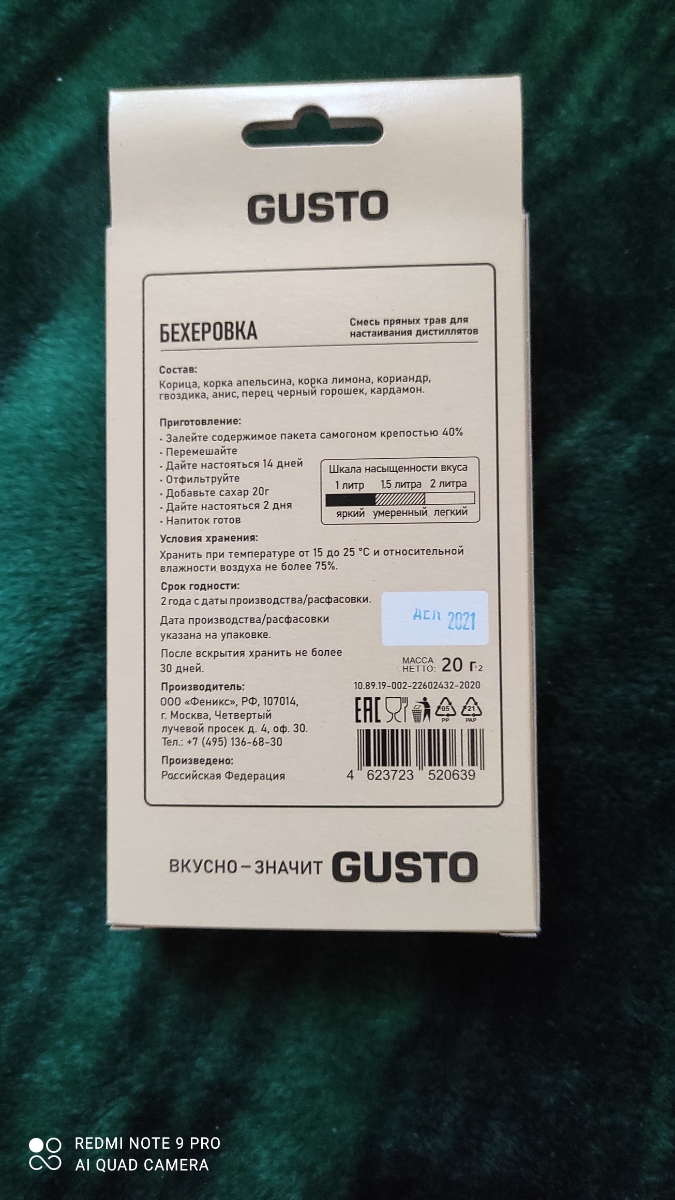 GUSTO
БЕХЕРОВКА
Смесь пряных трав для
настаивания дистиллятов
Состав:
Корица, корка апельсина, корка лимона, кориандр,
гвоздика, анис, перец черный горошек, кардамон.
Приготовление:
• Залейте содержимое пакета самогоном крепостью 40%
• Перемешайте
• Дайте настояться 14 дней
• Отфильтруйте
• Добавьте сахар 20г
• Дайте настояться 2 дня
• Напиток готов
Шкала насыщенности вкуса
1 литр 1.5 литра 2 литра
яркий умеренный легкий
Условия хранения:
Хранить при температуре от 15 до 25 °С и относительной
влажности воздуха не более 75%.
Срок годности:
2 года с даты производства/расфасовки.
Дата производства/расфасовки
указана на упаковке.
2021
После вскрытия хранить не более
30 дней.
МАССА
НЕТТО: 20 г±2
10.89.19-002-22602432-2020
Производитель:
ООО «Феникс», РФ, 107014,
г. Москва, Четвертый
лучевой просек д. 4, оф. 30.
Тел.: +7 (495) 136-68-30
EAC
05 21
PP PAP
Произведено:
Российская Федерация
4 623723 520639
ВКУСНО–ЗНАЧИТ GUSTO
REDMI NOTE 9 PRO
AI QUAD CAMERA